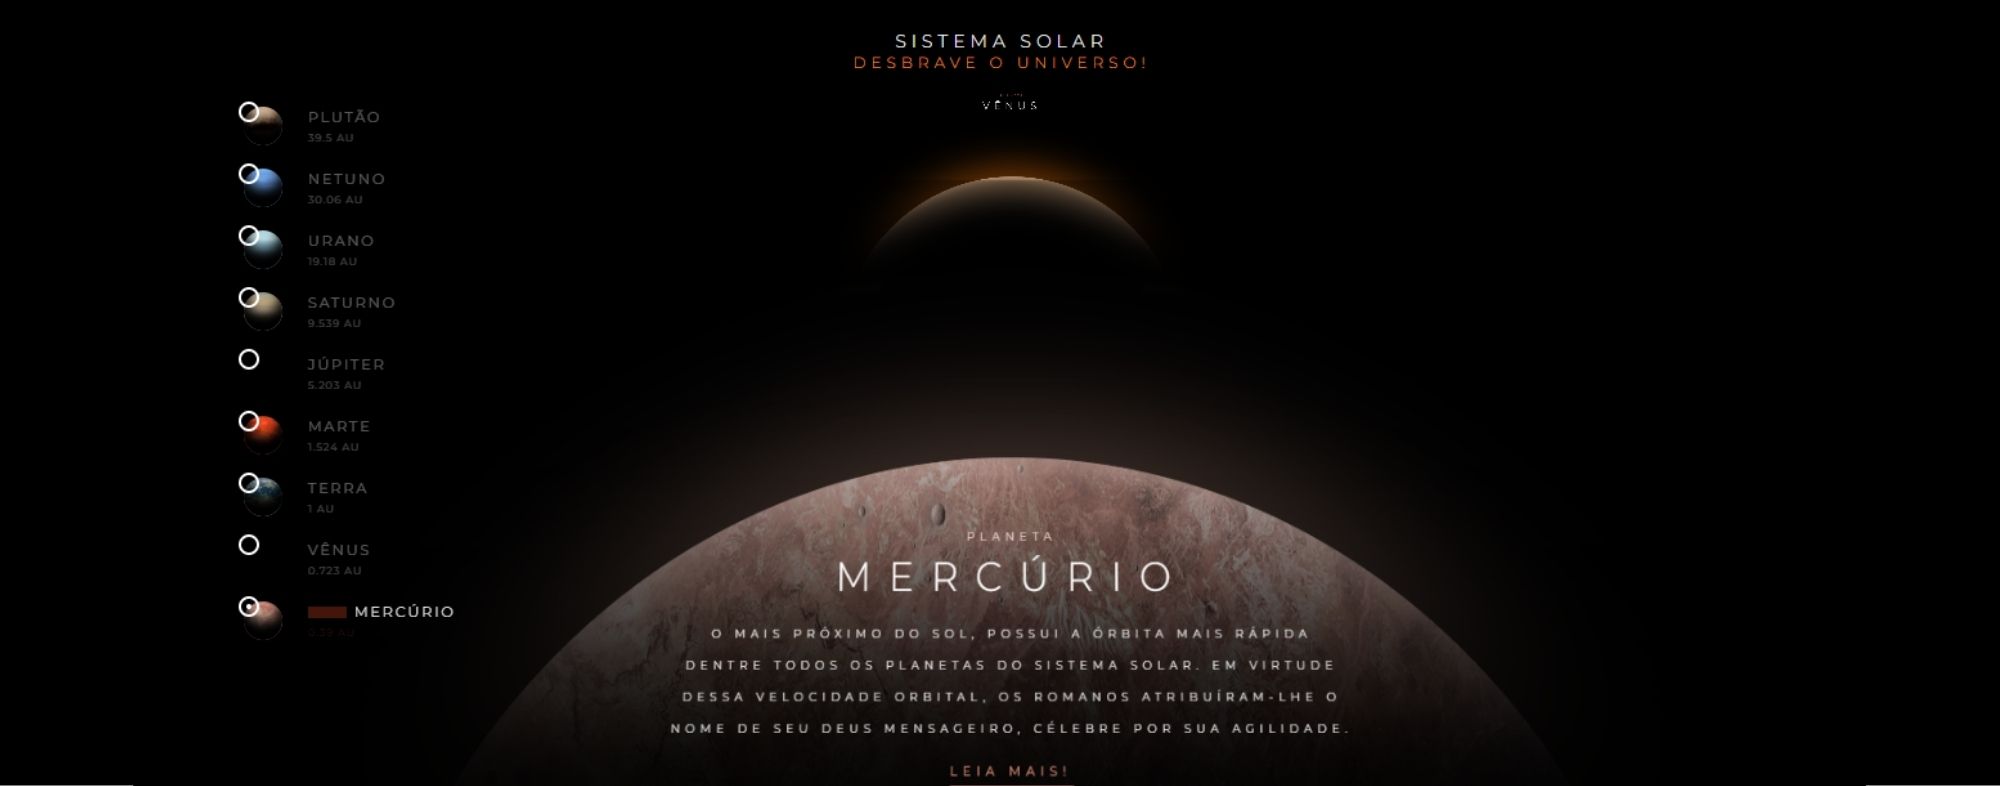 SISTEMA SOLAR
DESBRAVE O UNIVERSO!
VÊNUS
PLUTÃO
39.5 AU
NETUNO
30.06 AU
URANO
19.18 AU
SATURNO
9.539 AU
JÚPITER
5.203 AU
MARTE
1.524 AU
TERRA
1 AU
VÊNUS
0.723 AU
MERCÚRIO
0.39 AU
PLANETA
MERCÚRIO
O MAIS PRÓXIMO DO SOL, POSSUI A ÓRBITA MAIS RÁPIDA
DENTRE TODOS OS PLANETAS DO SISTEMA SOLAR. EM VIRTUDE
DESSA VELOCIDADE ORBITAL, OS ROMANOS ATRIBUÍRAM-LHE O
NOME DE SEU DEUS MENSAGEIRO, CÉLEBRE POR SUA AGILIDADE.
LEIA MAIS!